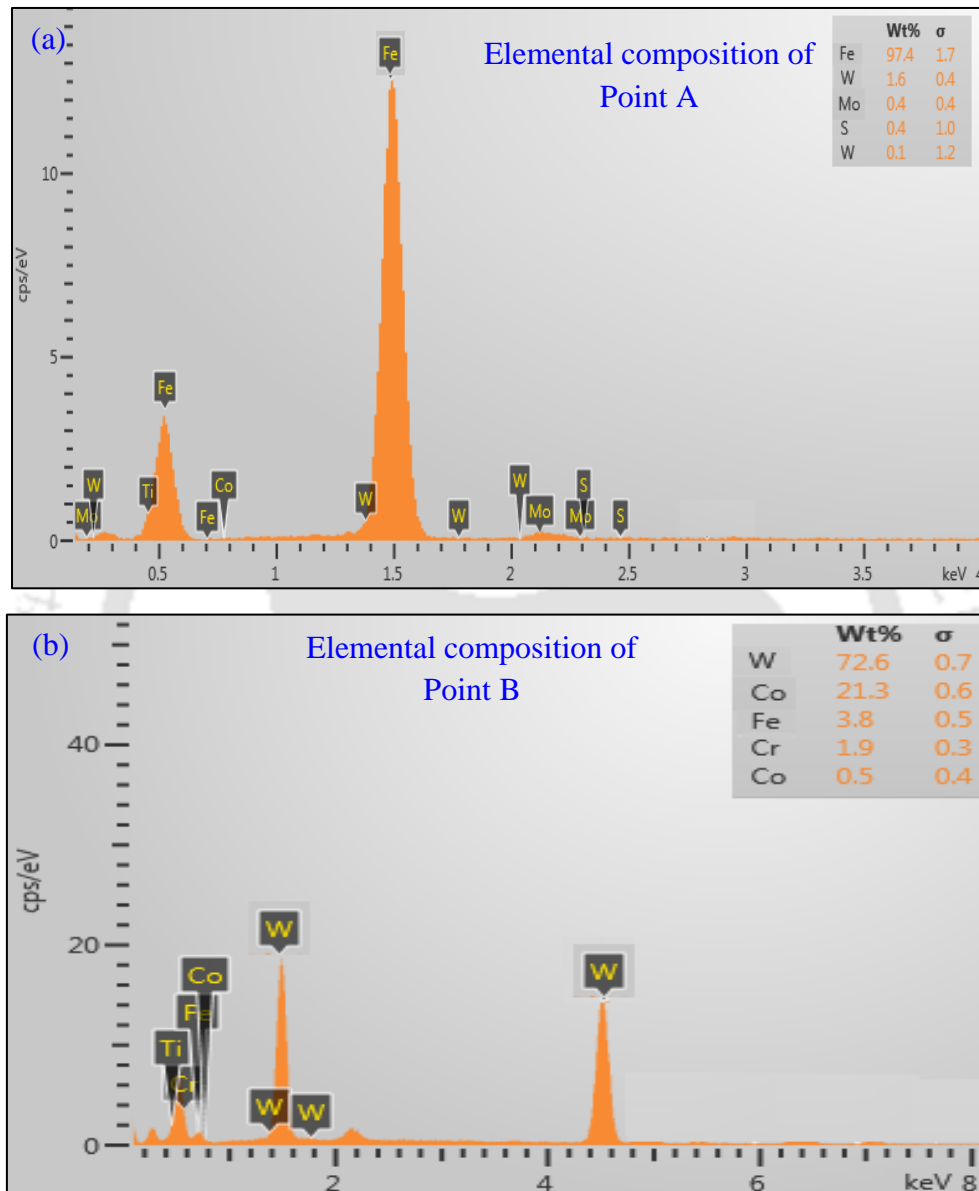 (a)
Elemental composition of
Point A
Wt% σ
Fe 97.4 1.7
W 1.6 0.4
Mo 0.4 0.4
S 0.4 1.0
W 0.1 1.2
cps/eV
10
5
0
Fe
Fe
W
Mo
Ti
Fe
Co
W
W
W
Mo
Mo
S
S
0.5 1 1.5 2 2.5 3 3.5 keV 4
(b)
Elemental composition of
Point B
Wt% σ
W 72.6 0.7
Co 21.3 0.6
Fe 3.8 0.5
Cr 1.9 0.3
Co 0.5 0.4
cps/eV
40
20
0
W
W
Co
Fe
Ti
Cr
W
W
2 4 6 keV 8